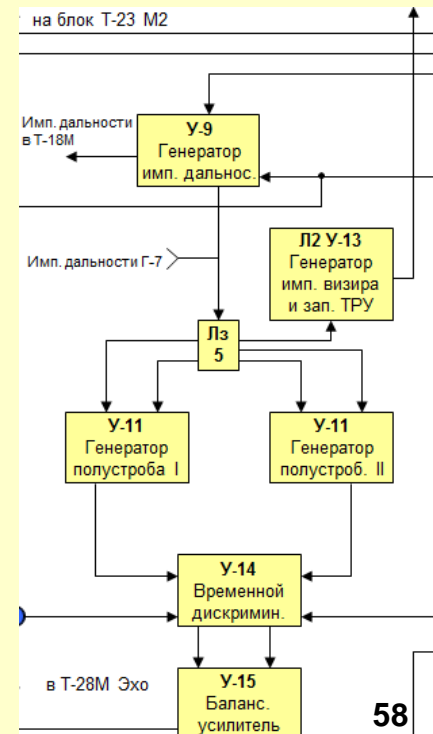 на блок Т-23 М2
Имп. дальности
в Т-18М
У-9
Генератор
имп. дальнос.
Имп. дальности Г-7
Л2 У-13
Генератор
имп. визира
и зап. ТРУ
Лз
5
У-11
Генератор
полустроба I
У-11
Генератор
полустроб. II
У-14
Временной
дискримин.
в Т-28М Эхо
У-15
Баланс.
усилитель
58